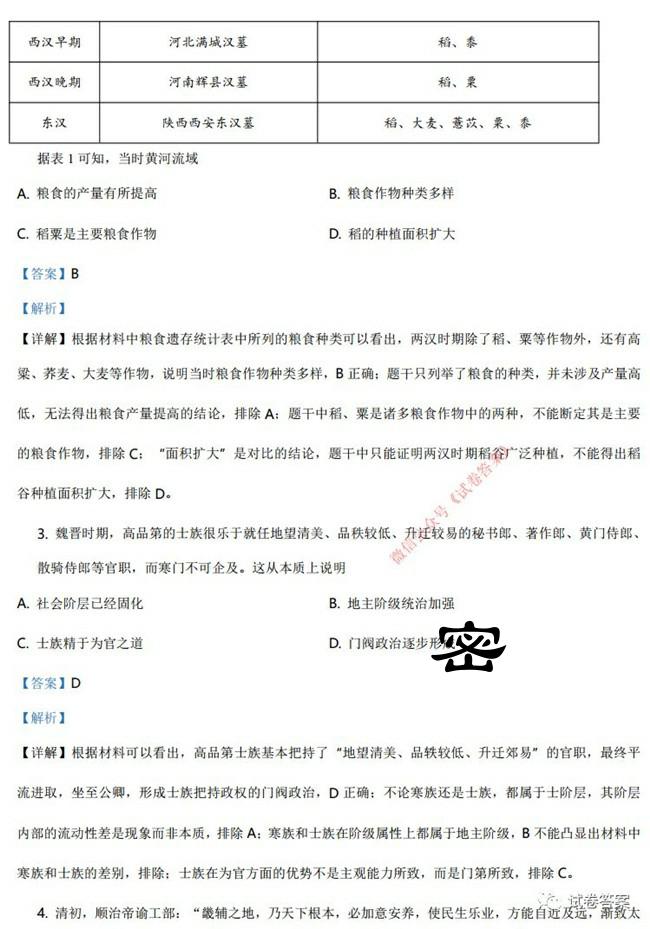 西汉早期 河北满城汉墓 稻、黍
西汉晚期 河南辉县汉墓 稻、粟
东汉 陕西西安东汉墓 稻、大麦、薏苡、粟、黍
据表 1 可知，当时黄河流域
A. 粮食的产量有所提高 B. 粮食作物种类多样
C. 稻粟是主要粮食作物 D. 稻的种植面积扩大
【答案】B
【解析】
【详解】根据材料中粮食遗存统计表中所列的粮食种类可以看出，两汉时期除了稻、粟等作物外，还有高
粱、荞麦、大麦等作物，说明当时粮食作物种类多样，B 正确；题干只列举了粮食的种类，并未涉及产量高
低，无法得出粮食产量提高的结论，排除 A；题干中稻、粟是诸多粮食作物中的两种，不能断定其是主要
的粮食作物，排除 C；“面积扩大”是对比的结论，题干中只能证明两汉时期稻谷广泛种植，不能得出稻
谷种植面积扩大，排除 D。
微信公众号《试卷答案》
3. 魏晋时期，高品第的士族很乐于就任地望清美、品秩较低、升迁较易的秘书郎、著作郎、黄门侍郎、
散骑侍郎等官职，而寒门不可企及。这从本质上说明
A. 社会阶层已经固化 B. 地主阶级统治加强
C. 士族精于为官之道 D. 门阀政治逐步形成
密
【答案】D
【解析】
【详解】根据材料可以看出，高品第士族基本把持了“地望清美、品轶较低、升迁郊易”的官职，最终平
流进取，坐至公卿，形成士族把持政权的门阀政治，D 正确；不论寒族还是士族，都属于士阶层，其阶层
内部的流动性差是现象而非本质，排除 A；寒族和士族在阶级属性上都属于地主阶级，B 不能凸显出材料中
寒族和士族的差别，排除；士族在为官方面的优势不是主观能力所致，而是门第所致，排除 C。
试卷答案
4. 清初，顺治帝谕工部：“畿辅之地，乃天下根本，必加意安养，使民生乐业，方能自近及远，渐致太